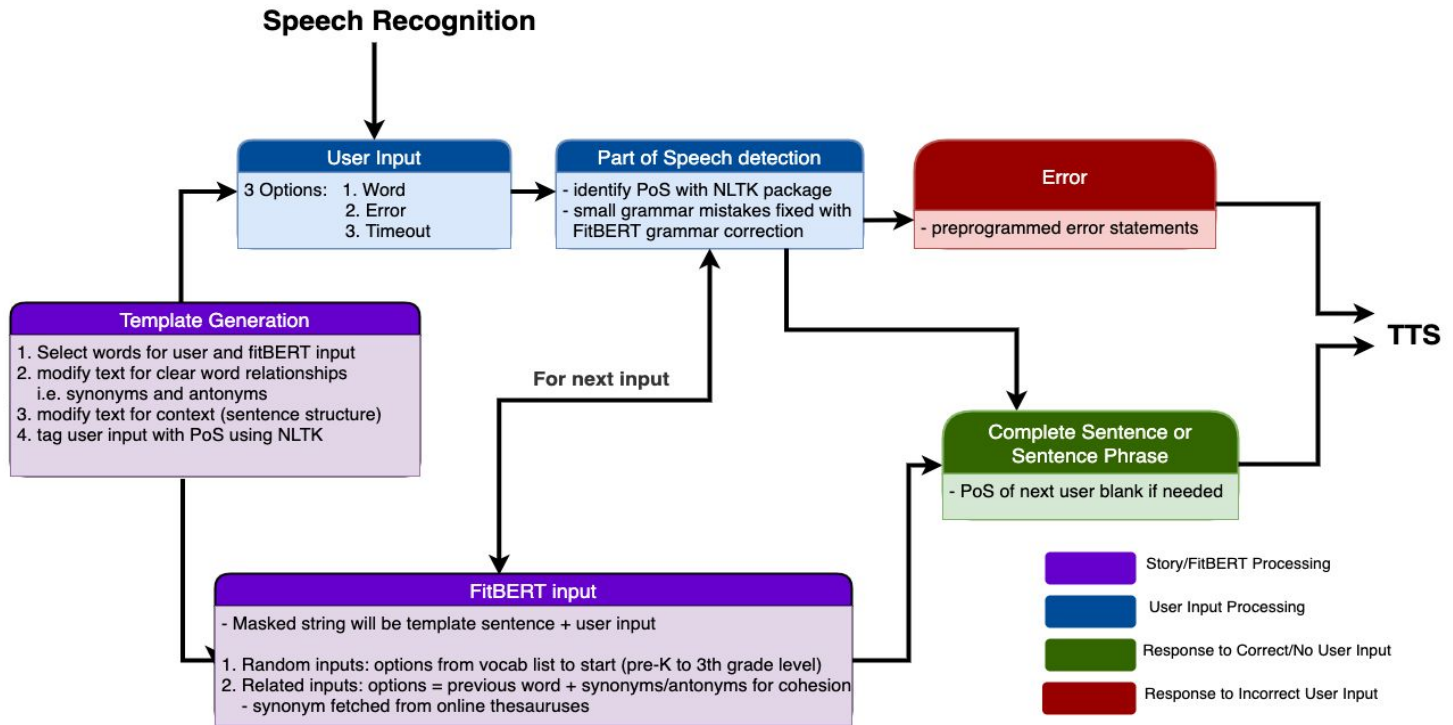 Speech Recognition
User Input
3 Options: 1. Word
2. Error
3. Timeout
Part of Speech detection
- identify PoS with NLTK package
- small grammar mistakes fixed with
FitBERT grammar correction
Error
- preprogrammed error statements
Template Generation
1. Select words for user and fitBERT input
2. modify text for clear word relationships
i.e. synonyms and antonyms
3. modify text for context (sentence structure)
4. tag user input with PoS using NLTK
TTS
For next input
Complete Sentence or
Sentence Phrase
- PoS of next user blank if needed
FitBERT input
- Masked string will be template sentence + user input
1. Random inputs: options from vocab list to start (pre-K to 3th grade level)
2. Related inputs: options = previous word + synonyms/antonyms for cohesion
- synonym fetched from online thesauruses
Story/FitBERT Processing
User Input Processing
Response to Correct/No User Input
Response to Incorrect User Input